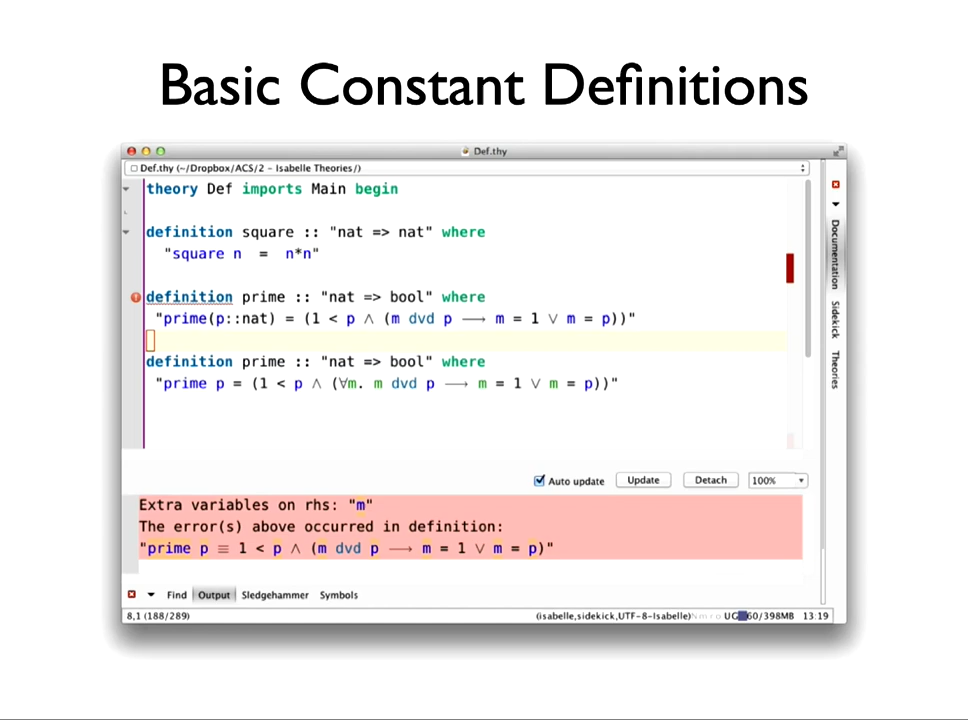 Basic Constant Definitions
Def.thy
Def.thy (~/Dropbox/ACS/2 – Isabelle Theories/)
theory Def imports Main begin
definition square :: "nat => nat" where
"square n = n*n"
definition prime :: "nat => bool" where
"prime(p::nat) = (1 < p ∧ (m dvd p ⟶ m = 1 ∨ m = p))"
definition prime :: "nat => bool" where
"prime p = (1 < p ∧ (∀m. m dvd p ⟶ m = 1 ∨ m = p))"
Documentation
Sidekick
Theories
Auto update Update Detach 100%
Extra variables on rhs: "m"
The error(s) above occurred in definition:
"prime p ≡ 1 < p ∧ (m dvd p ⟶ m = 1 ∨ m = p)"
Find Output Sledgehammer Symbols
8,1 (188/289) (isabelle,sidekick,UTF-8-Isabelle) N m r o UG 60/398MB 13:19